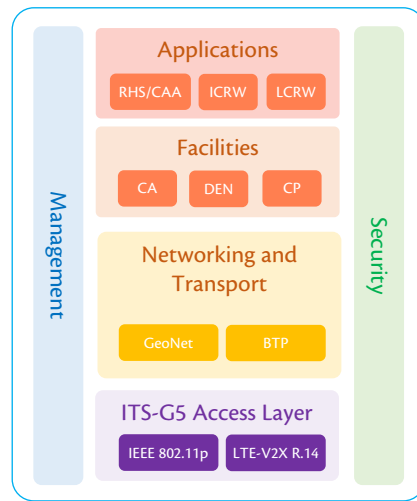 Management
Applications
RHS/CAA ICRW LCRW
Facilities
CA DEN CP
Networking and
Transport
GeoNet BTP
ITS-G5 Access Layer
IEEE 802.11p LTE-V2X R.14
Security